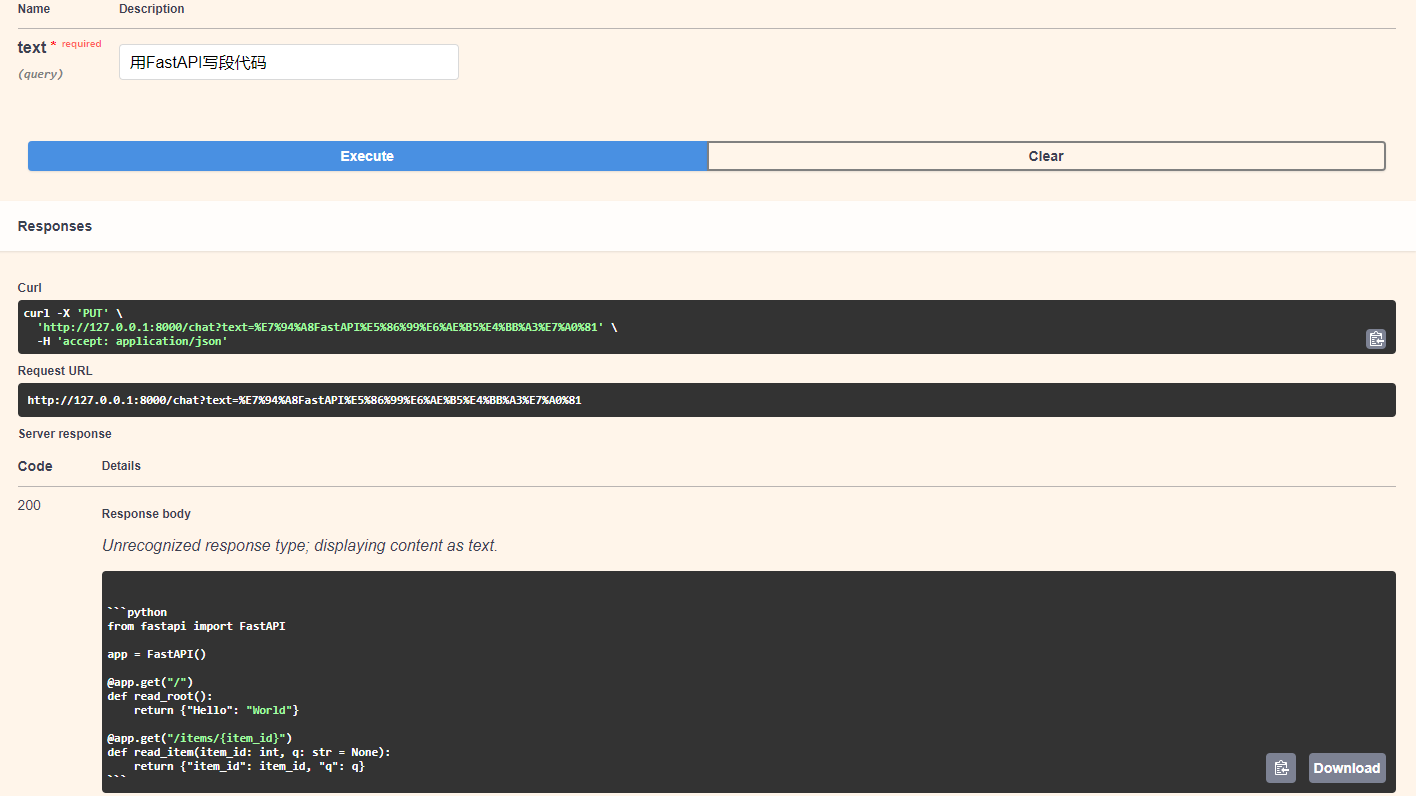 Name Description
text * required
(query)
用FastAPI写段代码
Execute Clear
Responses
Curl
curl -X 'PUT' \
  'http://127.0.0.1:8000/chat?text=%E7%94%A8FastAPI%E5%86%99%E6%AE%B5%E4%BB%A3%E7%A0%81' \
  -H 'accept: application/json'
Request URL
http://127.0.0.1:8000/chat?text=%E7%94%A8FastAPI%E5%86%99%E6%AE%B5%E4%BB%A3%E7%A0%81
Server response
Code Details
200
Response body
Unrecognized response type; displaying content as text.
```python
from fastapi import FastAPI
app = FastAPI()
@app.get("/")
def read_root():
    return {"Hello": "World"}
@app.get("/items/{item_id}")
def read_item(item_id: int, q: str = None):
    return {"item_id": item_id, "q": q}
```
Download